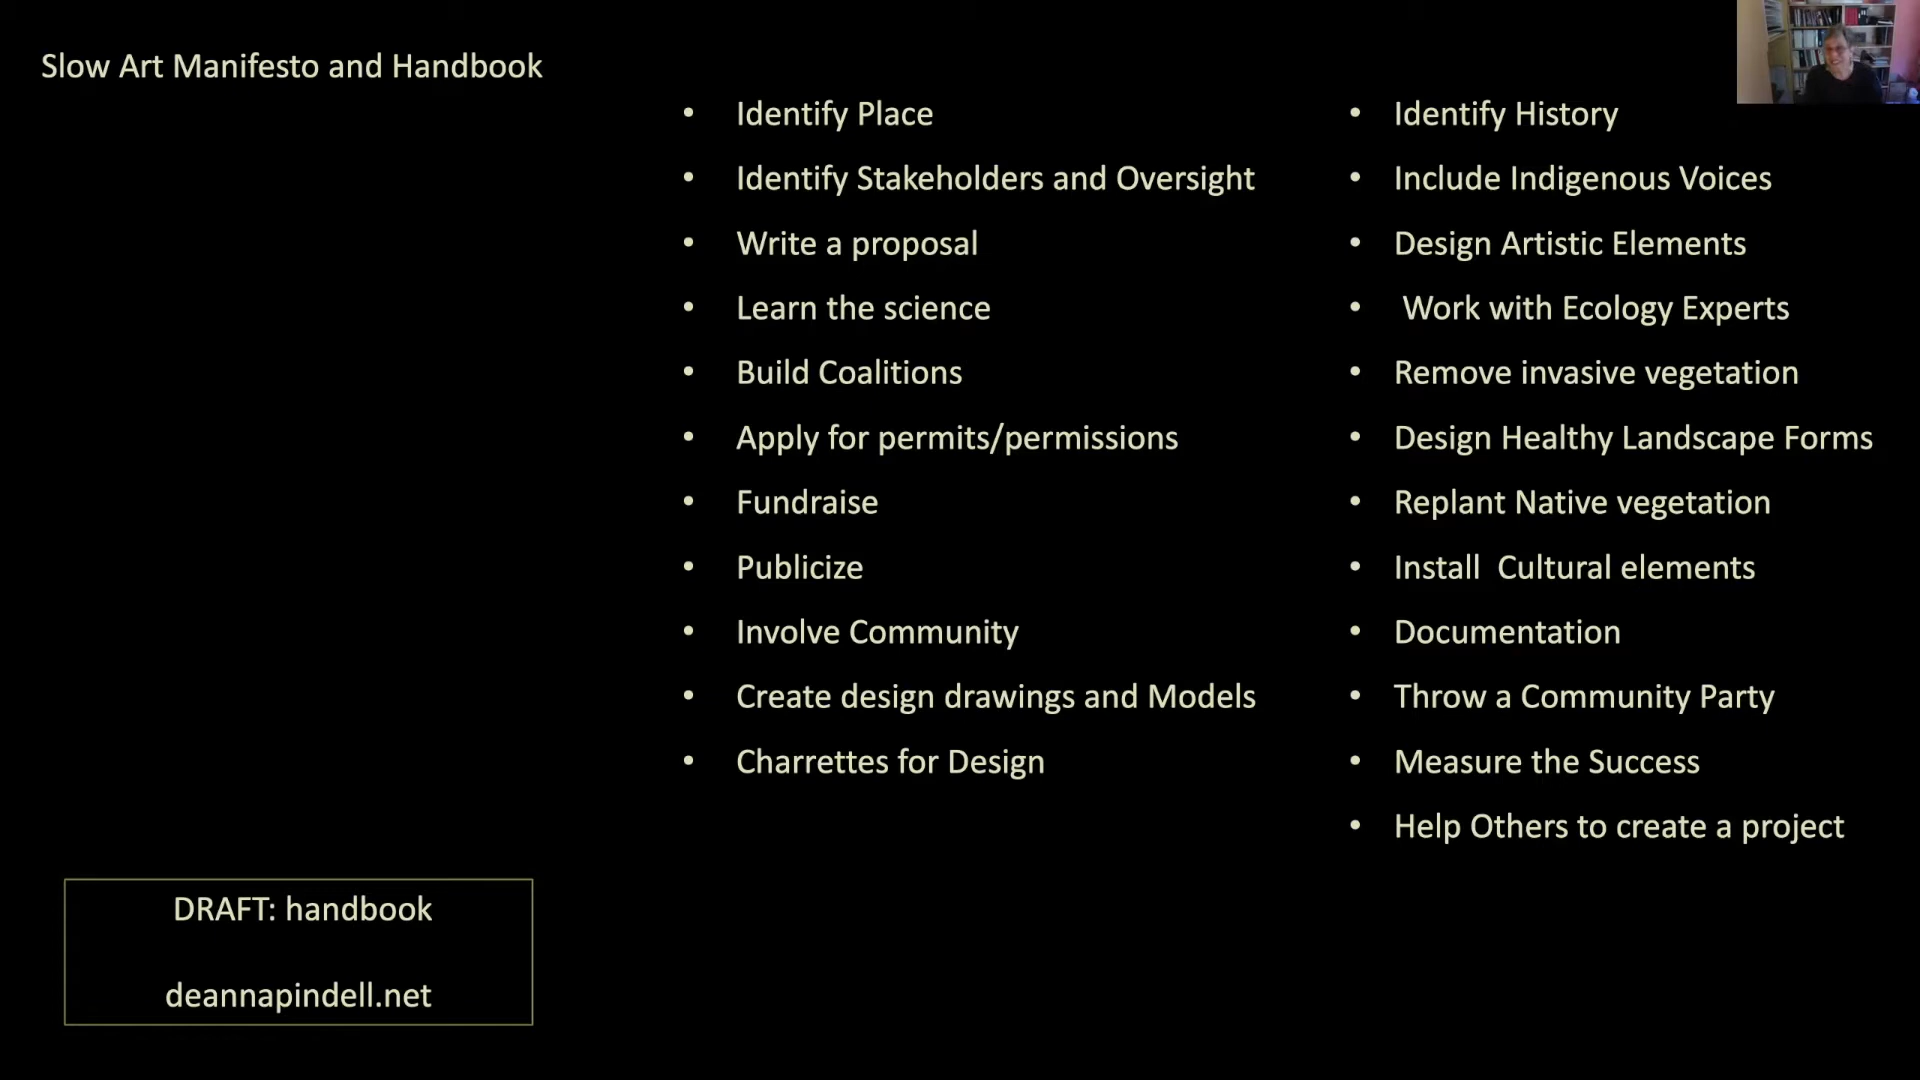 Slow Art Manifesto and Handbook
• Identify Place
• Identify Stakeholders and Oversight
• Write a proposal
• Learn the science
• Build Coalitions
• Apply for permits/permissions
• Fundraise
• Publicize
• Involve Community
• Create design drawings and Models
• Charrettes for Design
• Identify History
• Include Indigenous Voices
• Design Artistic Elements
• Work with Ecology Experts
• Remove invasive vegetation
• Design Healthy Landscape Forms
• Replant Native vegetation
• Install  Cultural elements
• Documentation
• Throw a Community Party
• Measure the Success
• Help Others to create a project
DRAFT: handbook
deannapindell.net